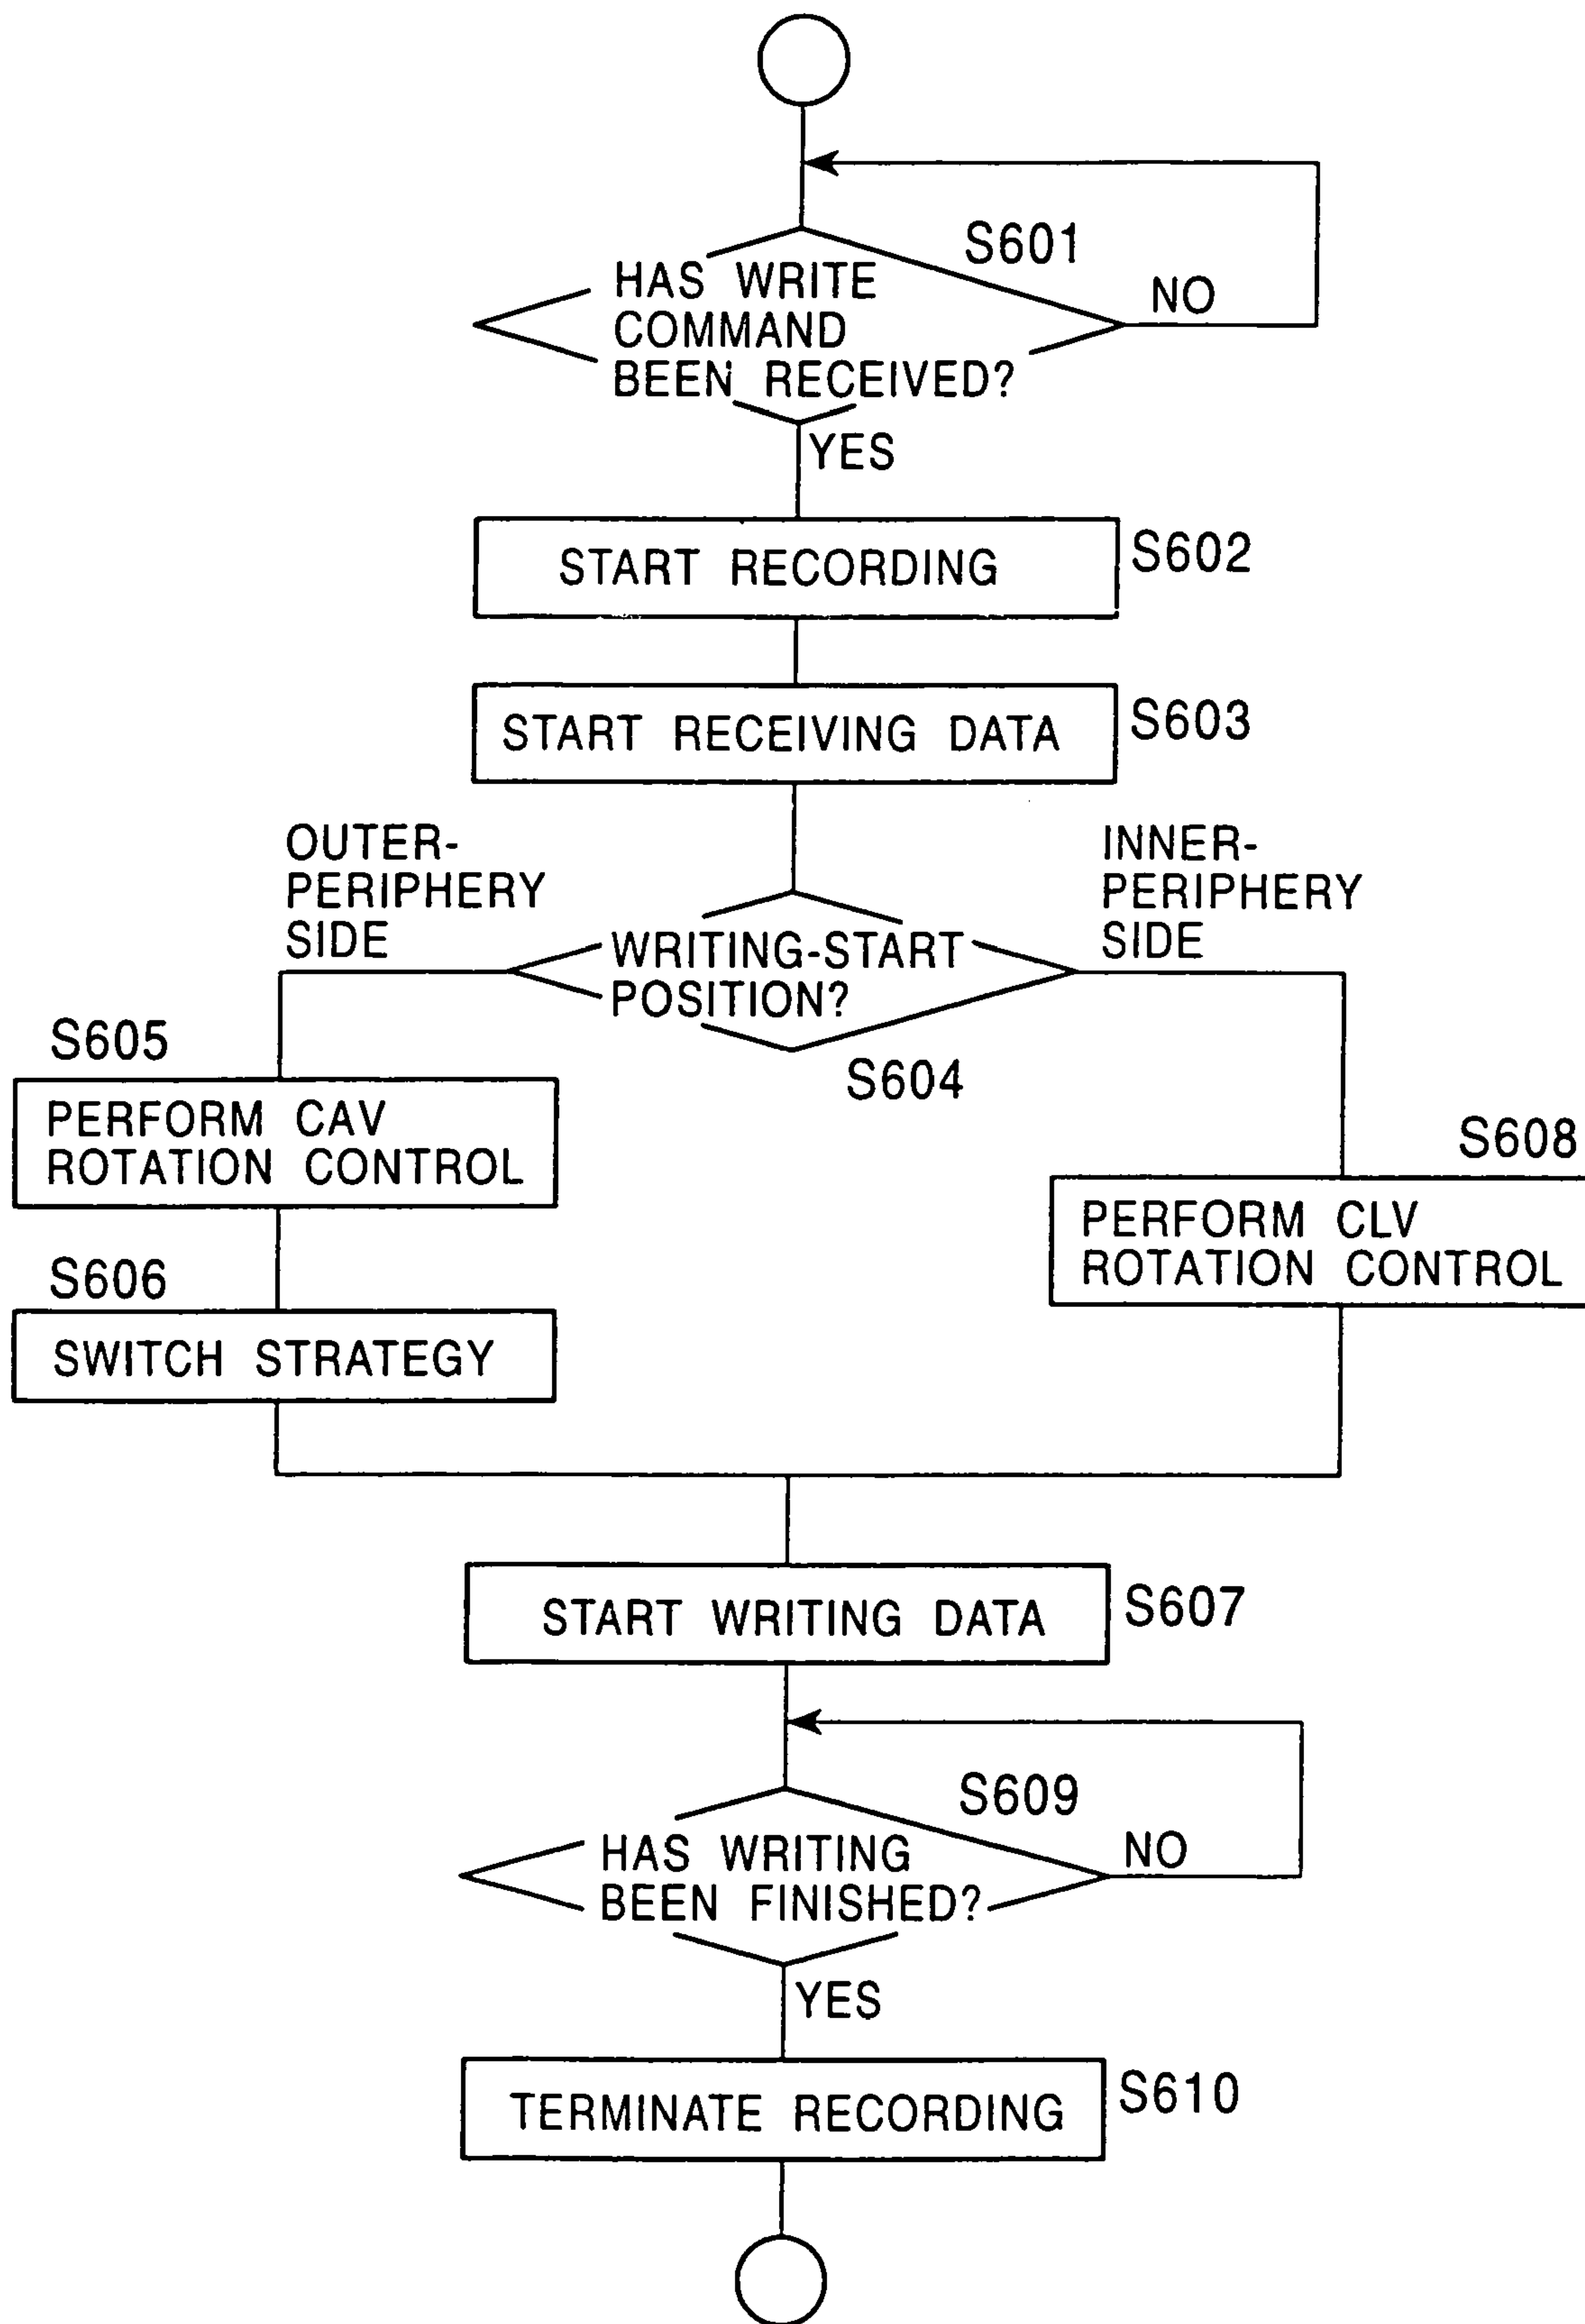 S601
HAS WRITE
COMMAND
BEEN RECEIVED?
NO
YES
START RECORDING
S602
START RECEIVING DATA
S603
OUTER-
PERIPHERY
SIDE
INNER-
PERIPHERY
SIDE
WRITING-START
POSITION?
S604
S605
PERFORM CAV
ROTATION CONTROL
S606
SWITCH STRATEGY
S608
PERFORM CLV
ROTATION CONTROL
START WRITING DATA
S607
S609
HAS WRITING
BEEN FINISHED?
NO
YES
TERMINATE RECORDING
S610